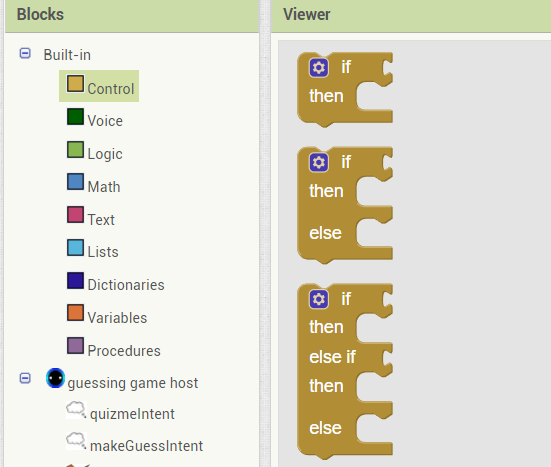 Blocks
Built-in
Control
Voice
Logic
Math
Text
Lists
Dictionaries
Variables
Procedures
guessing game host
quizmeIntent
makeGuessIntent
Viewer
if
then
if
then
else
if
then
else if
then
else